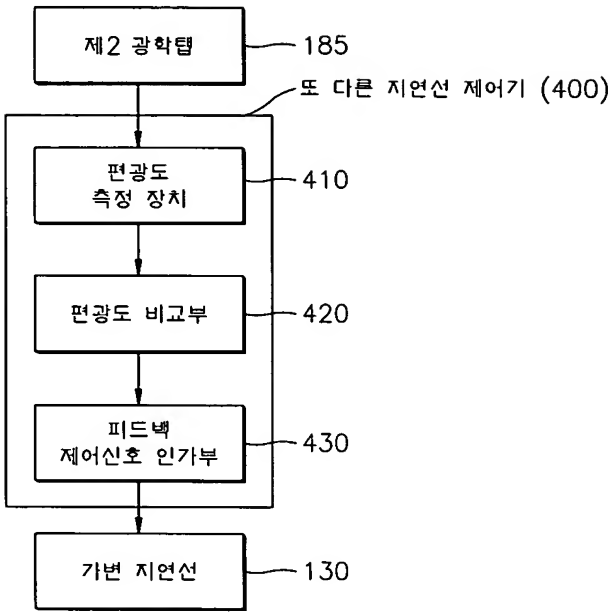 제2 광학탭
185
또 다른 지연선 제어기 (400)
편광도
측정 장치
410
편광도 비교부
420
피드백
제어신호 인가부
430
가변 지연선
130